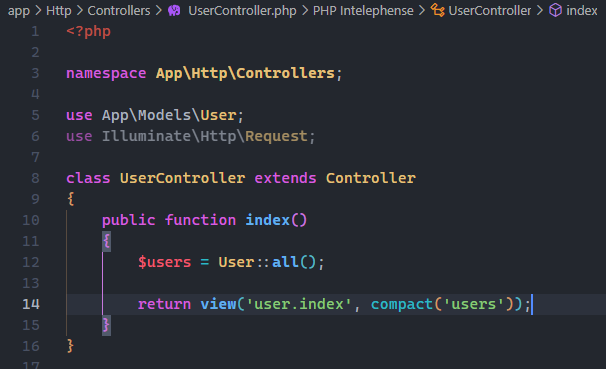 app > Http > Controllers > UserController.php > PHP Intelephense > UserController > index
1 <?php
2
3 namespace App\Http\Controllers;
4
5 use App\Models\User;
6 use Illuminate\Http\Request;
7
8 class UserController extends Controller
9 {
10     public function index()
11     {
12         $users = User::all();
13
14         return view('user.index', compact('users'));
15     }
16 }
17